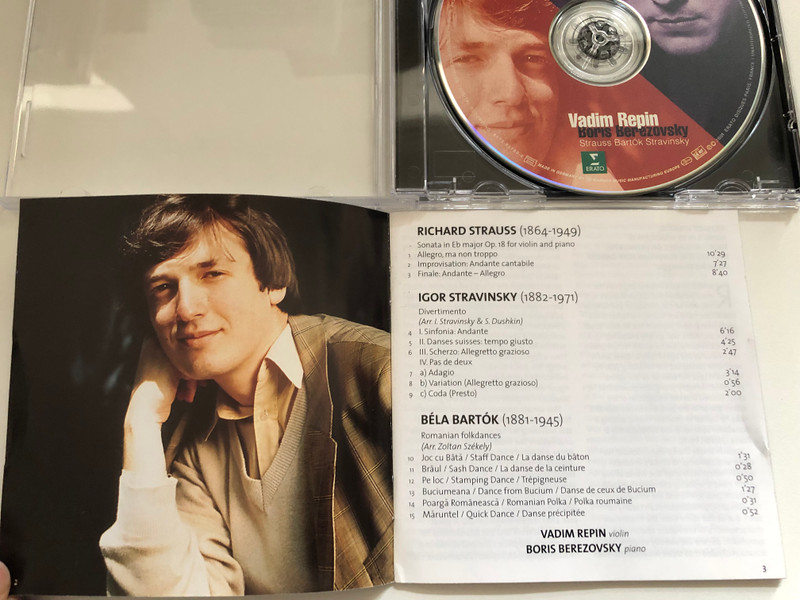 Vadim Repin
Boris Berezovsky
Strauss Bartók Stravinsky
ERATO
RICHARD STRAUSS (1864-1949)
Sonata in Eb major Op. 18 for violin and piano
1 Allegro, ma non troppo 10'29
2 Improvisation: Andante cantabile 7'27
3 Finale: Andante – Allegro 8'40
IGOR STRAVINSKY (1882-1971)
Divertimento
(Arr. I. Stravinsky & S. Dushkin)
4 I. Sinfonia: Andante 6'16
5 II. Danses suisses: tempo giusto 4'25
6 III. Scherzo: Allegretto grazioso 2'47
IV. Pas de deux
7 a) Adagio 3'14
8 b) Variation (Allegretto grazioso) 0'56
9 c) Coda (Presto) 2'00
BÉLA BARTÓK (1881-1945)
Romanian folkdances
(Arr. Zoltan Székely)
10 Joc cu Bâtă / Staff Dance / La danse du bâton 1'31
11 Brâul / Sash Dance / La danse de la ceinture 0'28
12 Pe loc / Stamping Dance / Trépigneuse 0'50
13 Buciumeana / Dance from Bucium / Danse de ceux de Bucium 1'27
14 Poargă Românească / Romanian Polka / Polka roumaine 0'31
15 Măruntel / Quick Dance / Danse précipitée 0'52
VADIM REPIN violin
BORIS BEREZOVSKY piano
2
3